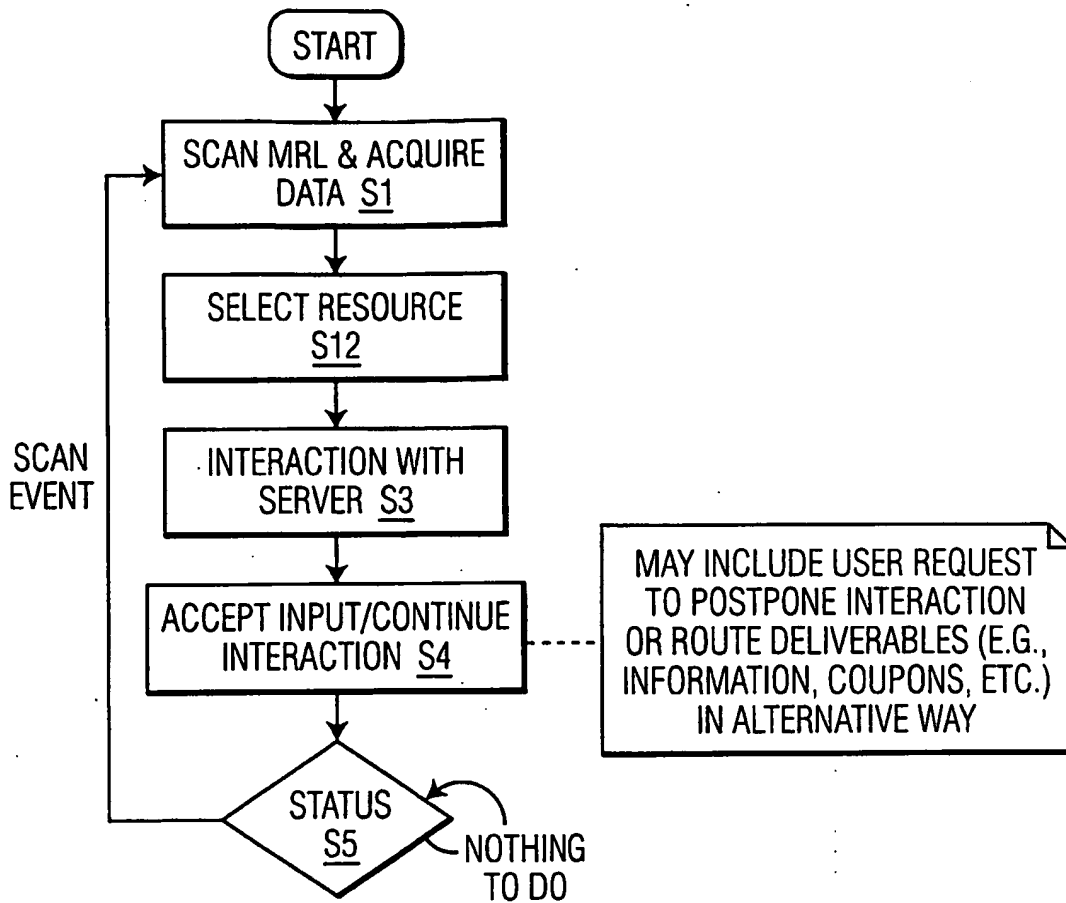 START
SCAN MRL & ACQUIRE
DATA S1
SELECT RESOURCE
S12
INTERACTION WITH
SERVER S3
SCAN
EVENT
ACCEPT INPUT/CONTINUE
INTERACTION S4
MAY INCLUDE USER REQUEST
TO POSTPONE INTERACTION
OR ROUTE DELIVERABLES (E.G.,
INFORMATION, COUPONS, ETC.)
IN ALTERNATIVE WAY
STATUS
S5
NOTHING
TO DO